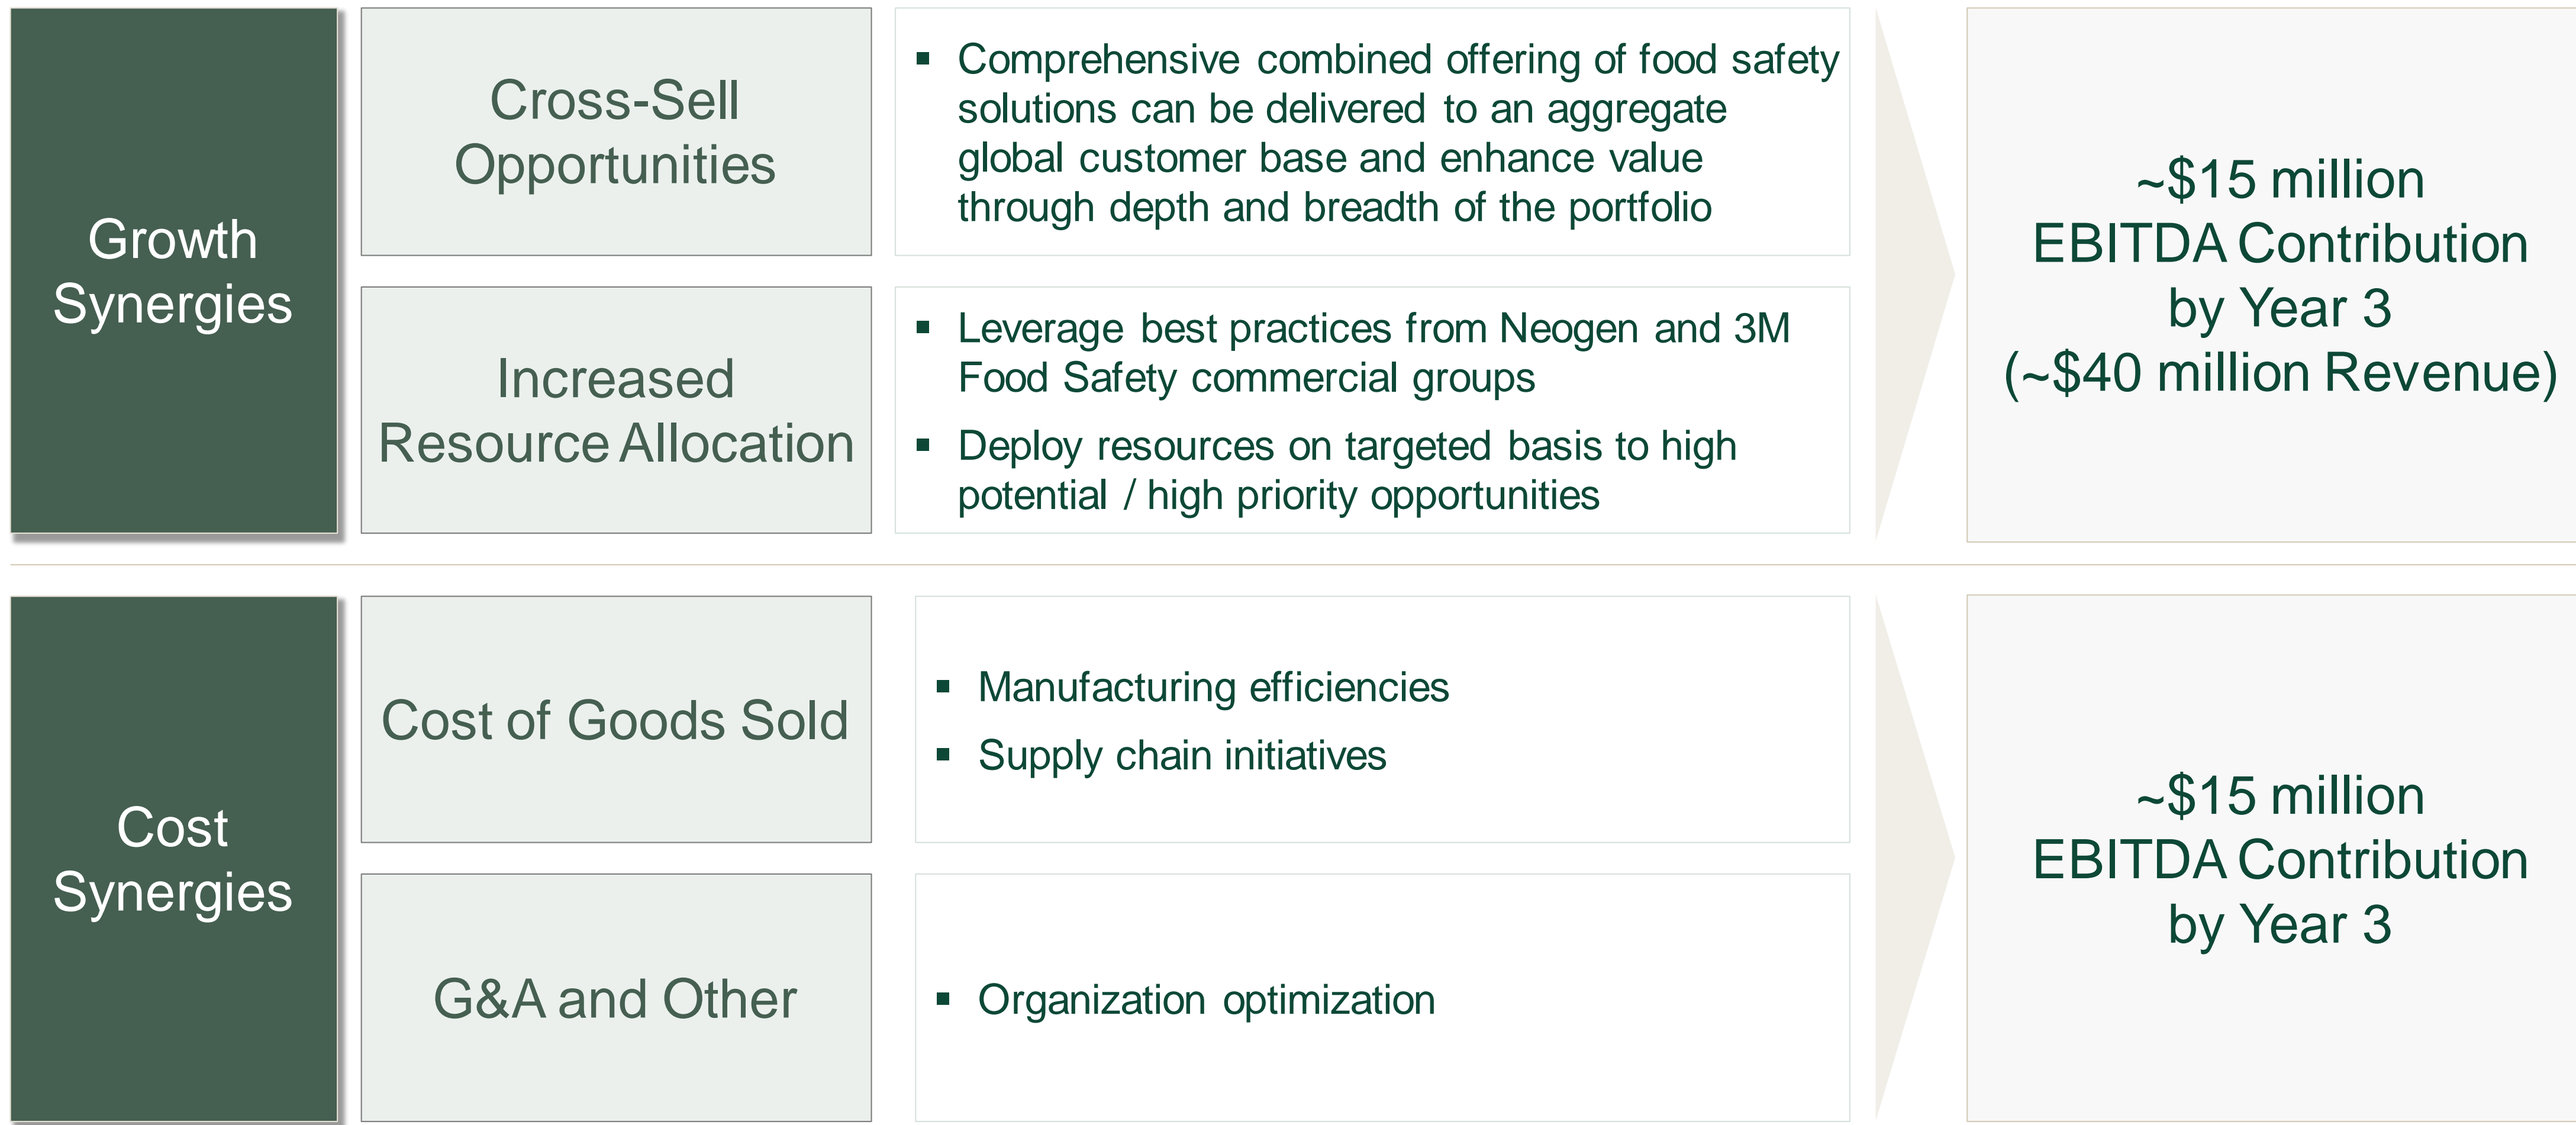 Growth
Synergies
Cross-Sell
Opportunities
▪ Comprehensive combined offering of food safety
solutions can be delivered to an aggregate
global customer base and enhance value
through depth and breadth of the portfolio
Increased
Resource Allocation
▪ Leverage best practices from Neogen and 3M
Food Safety commercial groups
▪ Deploy resources on targeted basis to high
potential / high priority opportunities
~$15 million
EBITDA Contribution
by Year 3
(~$40 million Revenue)
Cost
Synergies
Cost of Goods Sold
▪ Manufacturing efficiencies
▪ Supply chain initiatives
G&A and Other
▪ Organization optimization
~$15 million
EBITDA Contribution
by Year 3